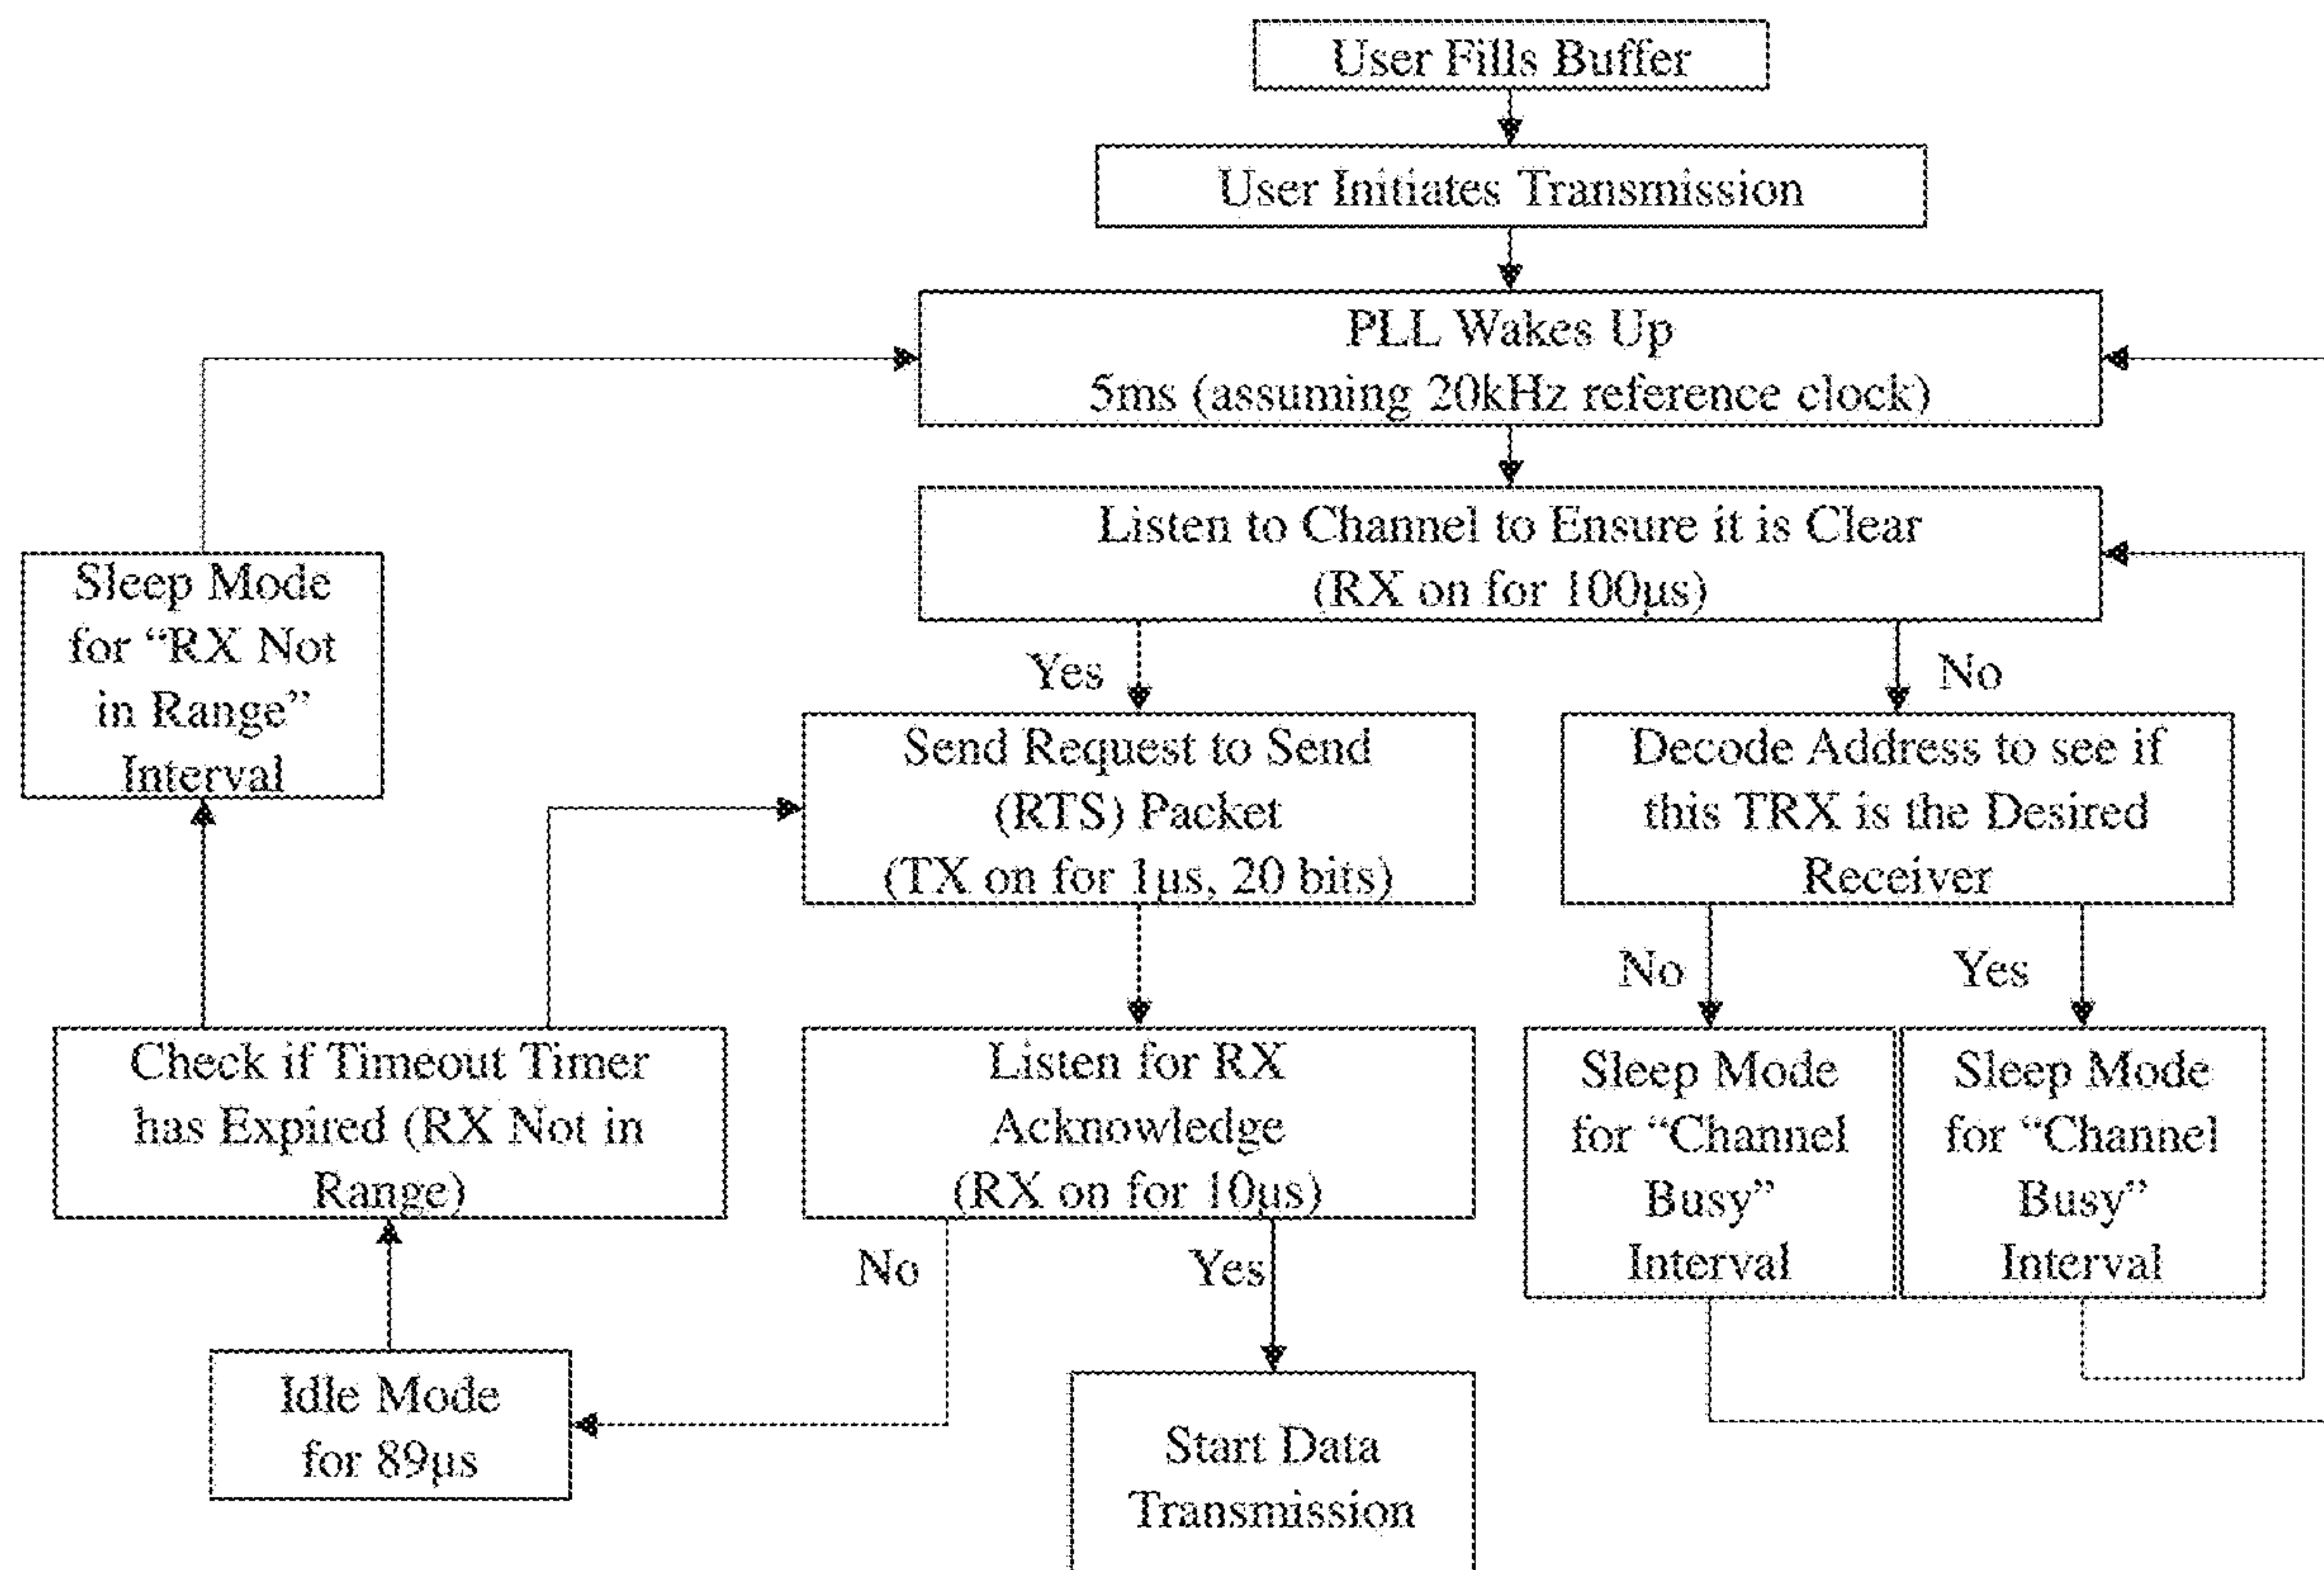 User Fills Buffer
User Initiates Transmission
PLL Wakes Up
5ms (assuming 20kHz reference clock)
Listen to Channel to Ensure it is Clear
(RX on for 100μs)
Sleep Mode
for “RX Not
in Range”
Interval
Yes
No
Send Request to Send
(RTS) Packet
(TX on for 1μs, 20 bits)
Decode Address to see if
this TRX is the Desired
Receiver
No
Yes
Check if Timeout Timer
has Expired (RX Not in
Range)
Listen for RX
Acknowledge
(RX on for 10μs)
Sleep Mode
for “Channel
Busy”
Interval
Sleep Mode
for “Channel
Busy”
Interval
No
Yes
Idle Mode
for 89μs
Start Data
Transmission